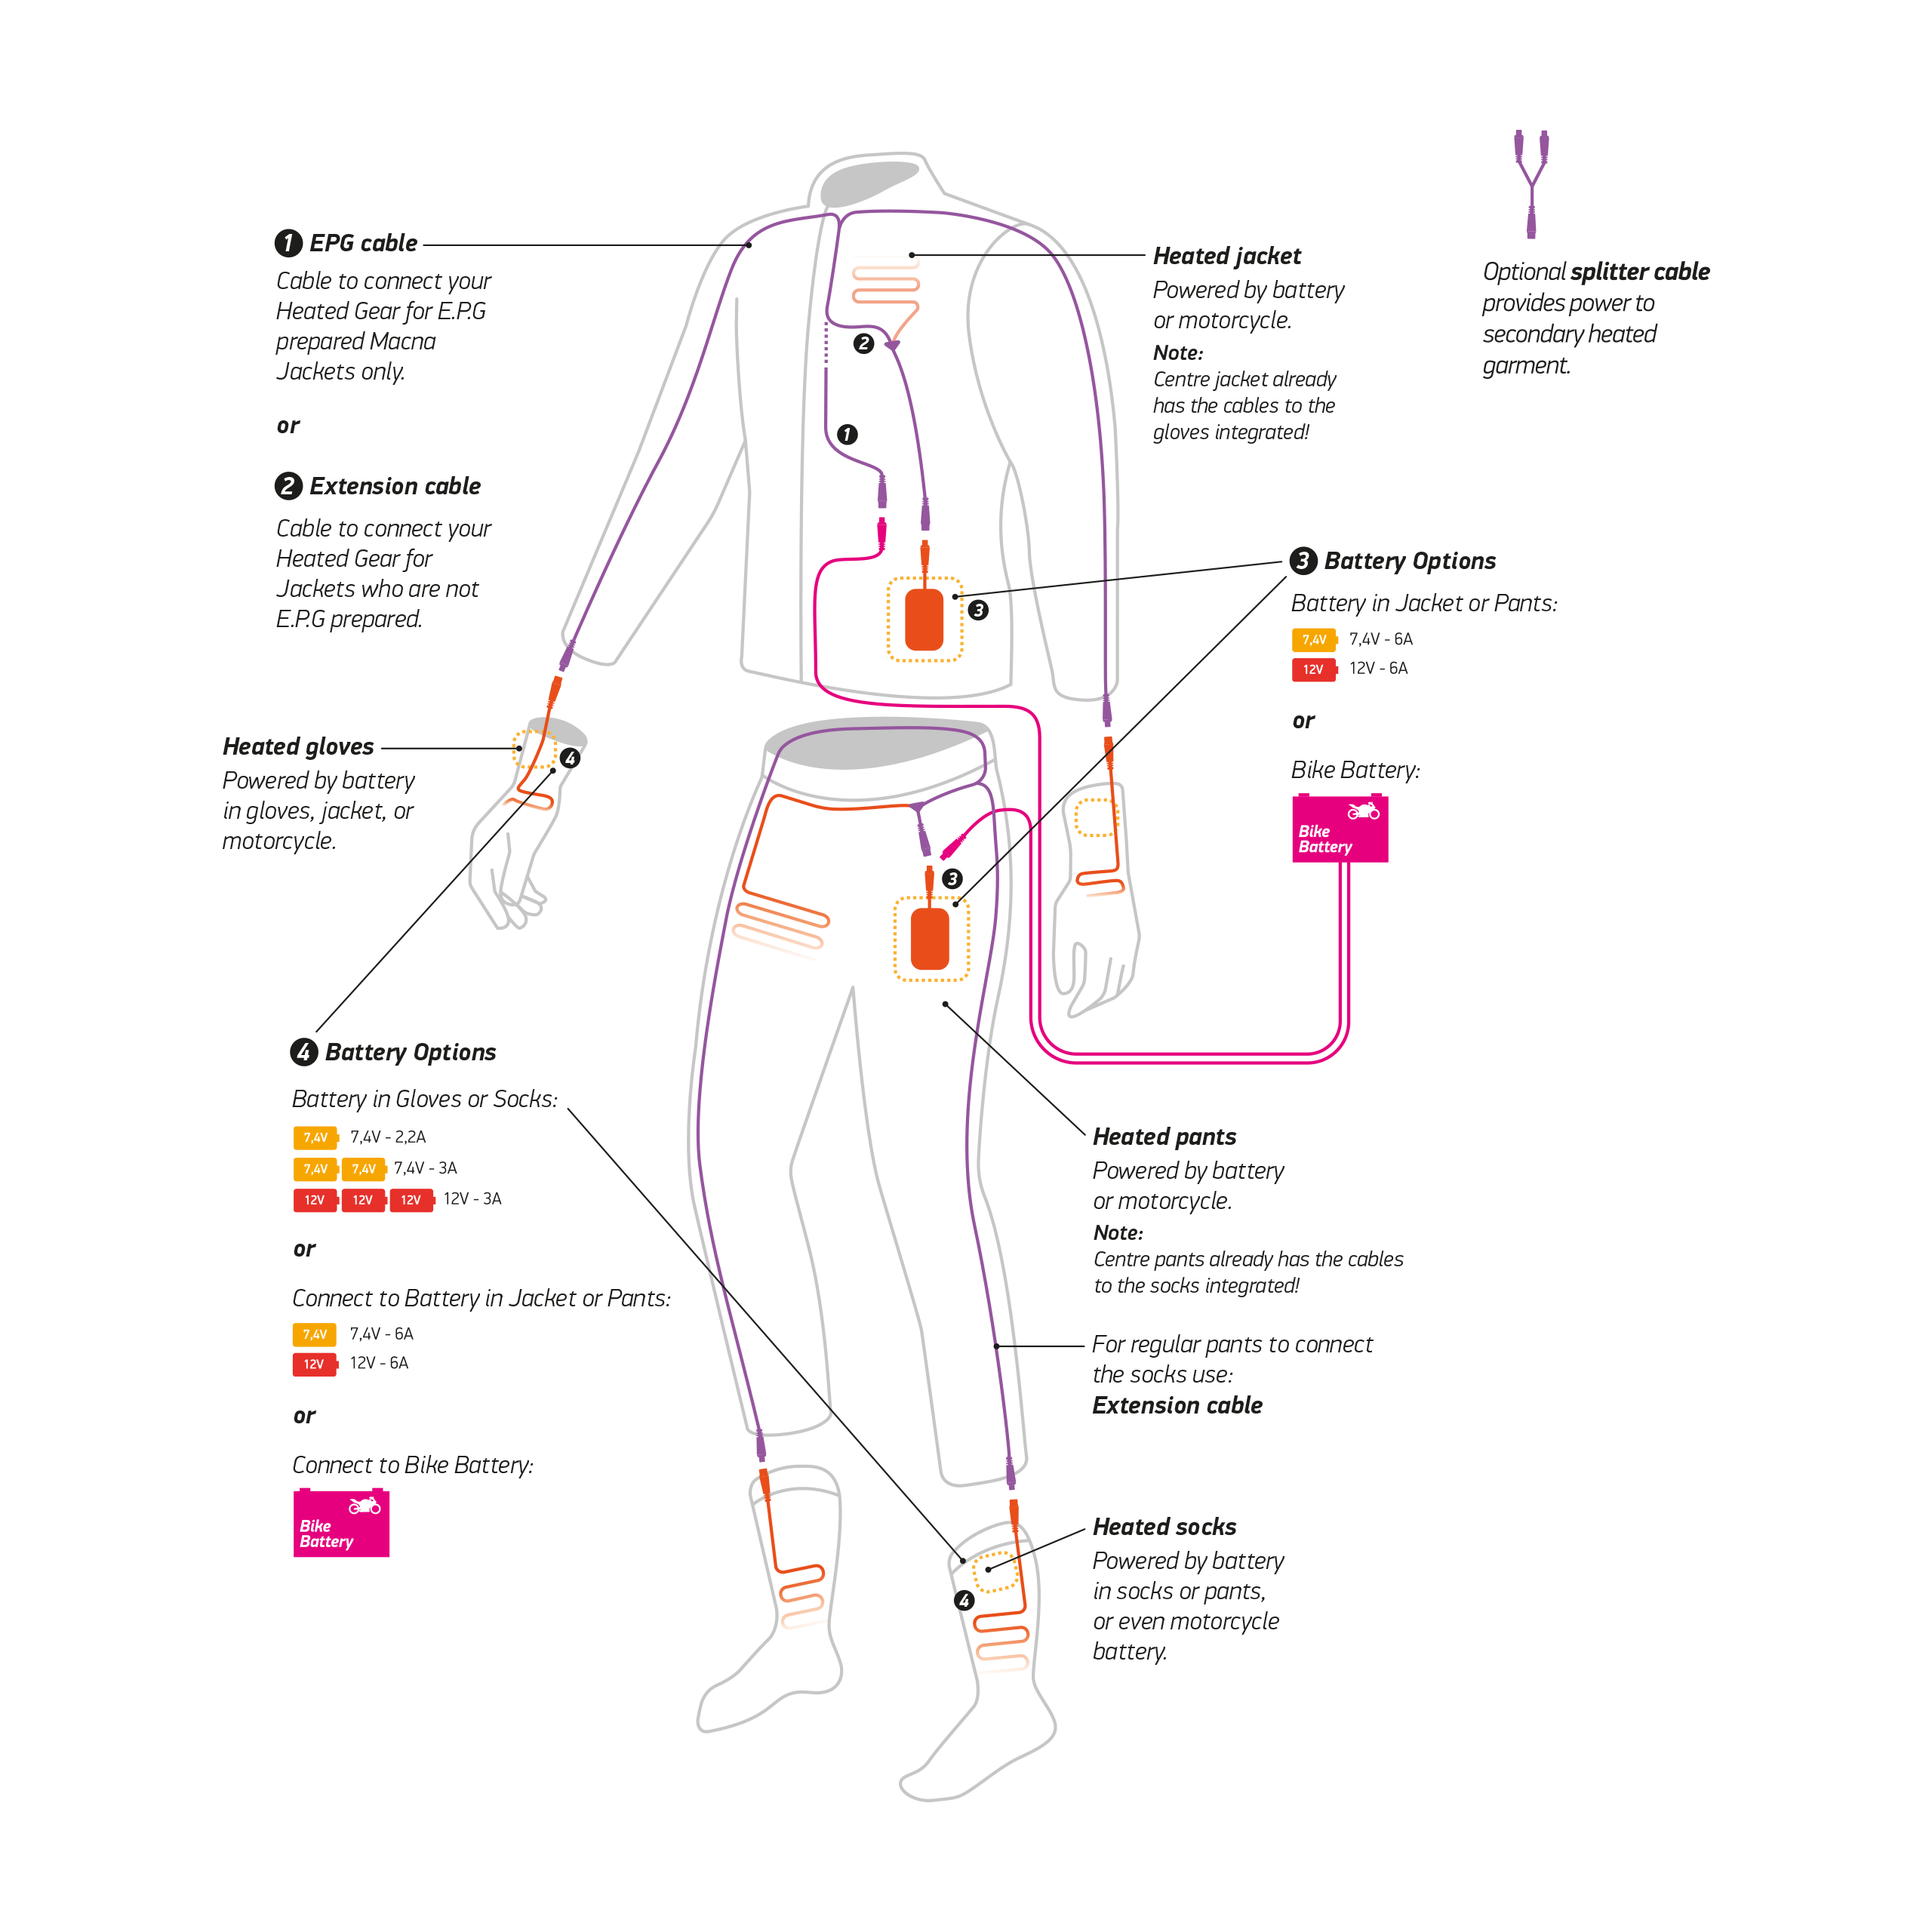 1 EPG cable
Cable to connect your
Heated Gear for E.P.G
prepared Macna
Jackets only.
or
2 Extension cable
Cable to connect your
Heated Gear for
Jackets who are not
E.P.G prepared.
Heated jacket
Powered by battery
or motorcycle.
Note:
Centre jacket already
has the cables to the
gloves integrated!
Optional splitter cable
provides power to
secondary heated
garment.
2
1
3
3 Battery Options
Battery in Jacket or Pants:
7,4V 7,4V - 6A
12V 12V - 6A
or
Bike Battery:
Bike
Battery
Heated gloves
Powered by battery
in gloves, jacket, or
motorcycle.
4
3
4 Battery Options
Battery in Gloves or Socks:
7,4V 7,4V - 2,2A
7,4V 7,4V 7,4V - 3A
12V 12V 12V 12V - 3A
or
Connect to Battery in Jacket or Pants:
7,4V 7,4V - 6A
12V 12V - 6A
or
Connect to Bike Battery:
Bike
Battery
Heated pants
Powered by battery
or motorcycle.
Note:
Centre pants already has the cables
to the socks integrated!
For regular pants to connect
the socks use:
Extension cable
Heated socks
Powered by battery
in socks or pants,
or even motorcycle
battery.
4